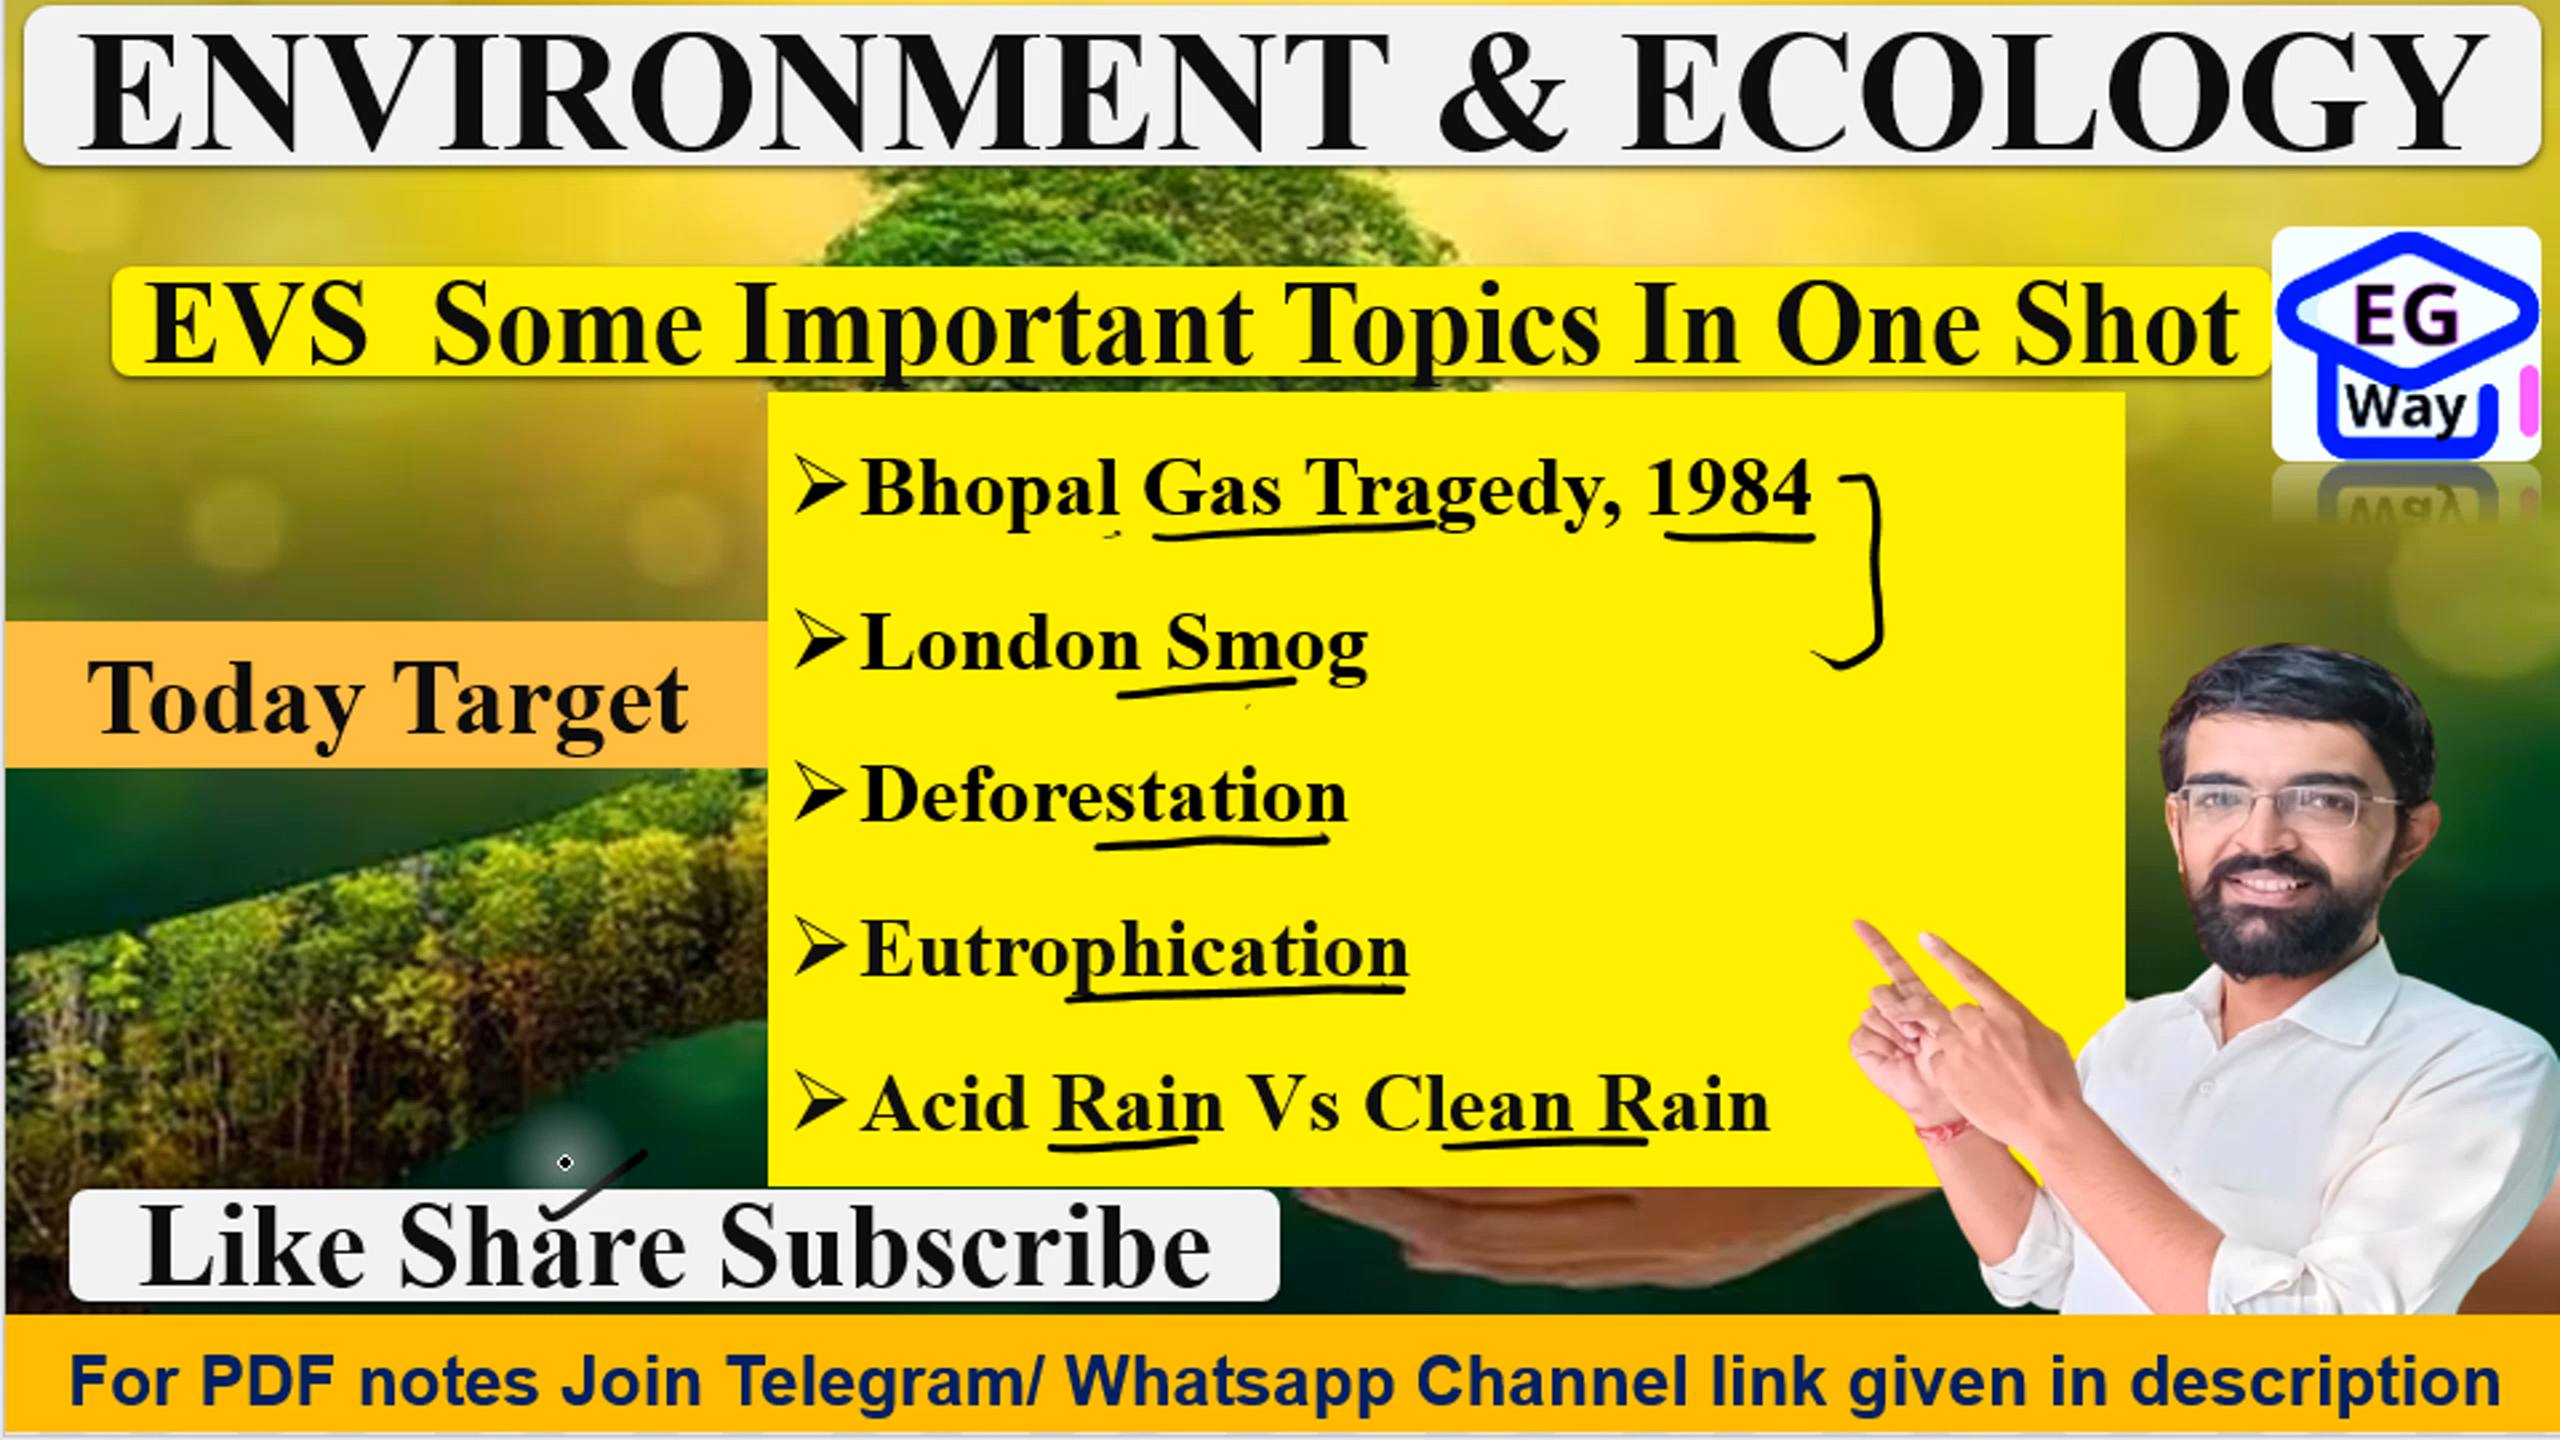 ENVIRONMENT & ECOLOGY
EVS Some Important Topics In One Shot
EG
Way
Bhopal Gas Tragedy, 1984
London Smog
Today Target
Deforestation
Eutrophication
Acid Rain Vs Clean Rain
Like Share Subscribe
For PDF notes Join Telegram/ Whatsapp Channel link given in description